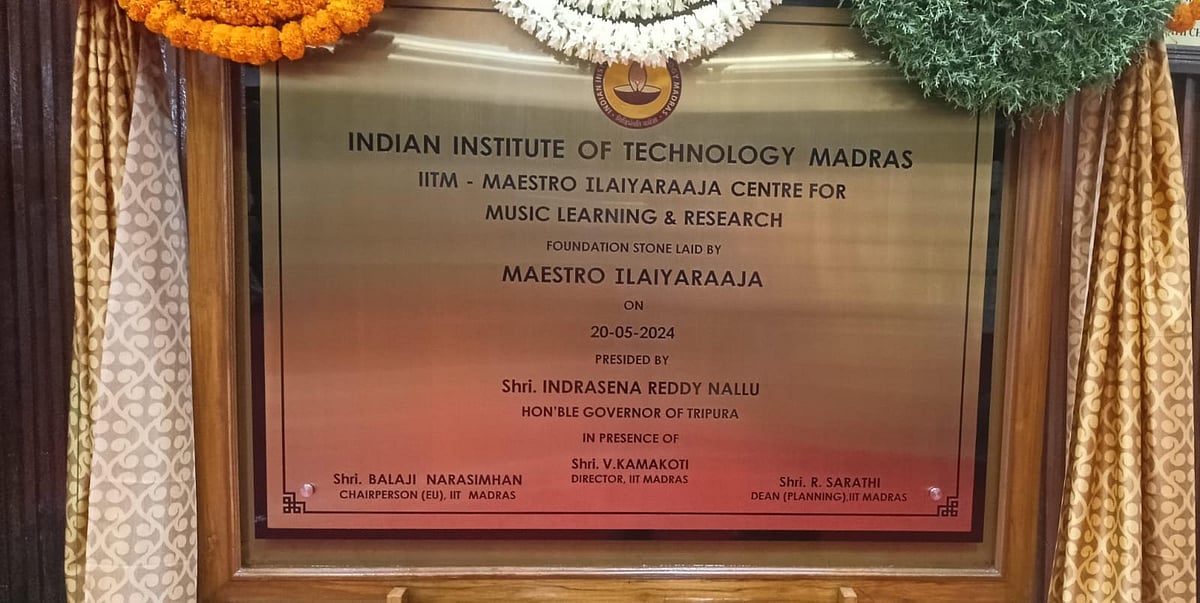 INDIAN INSTITUTE OF TECHNOLOGY MADRAS
IITM - MAESTRO ILAIYARAAJA CENTRE FOR
MUSIC LEARNING & RESEARCH
FOUNDATION STONE LAID BY
MAESTRO ILAIYARAAJA
ON
20-05-2024
PRESIDED BY
Shri. INDRASENA REDDY NALLU
HON'BLE GOVERNOR OF TRIPURA
IN PRESENCE OF
Shri. V.KAMAKOTI
DIRECTOR, IIT MADRAS
Shri. BALAJI NARASIMHAN
CHAIRPERSON (EU), IIT MADRAS
Shri. R. SARATHI
DEAN (PLANNING),IIT MADRAS